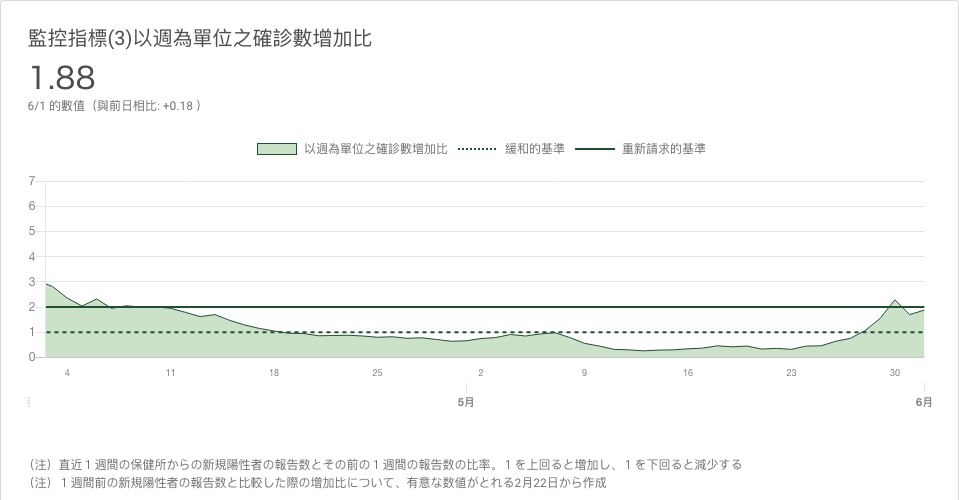 監控指標(3)以週為單位之確診數增加比
1.88
6/1 的數值（與前日相比: +0.18 ）
以週為單位之確診數增加比 緩和的基準 重新請求的基準
7
6
5
4
3
2
1
0
4 11 18 25 2 9 16 23 30
5月 6月
（注）直近１週間の保健所からの新規陽性者の報告数とその前の１週間の報告数の比率。１を上回ると増加し、１を下回ると減少する
（注）１週間前の新規陽性者の報告数と比較した際の増加比について、有意な数値がとれる2月22日から作成